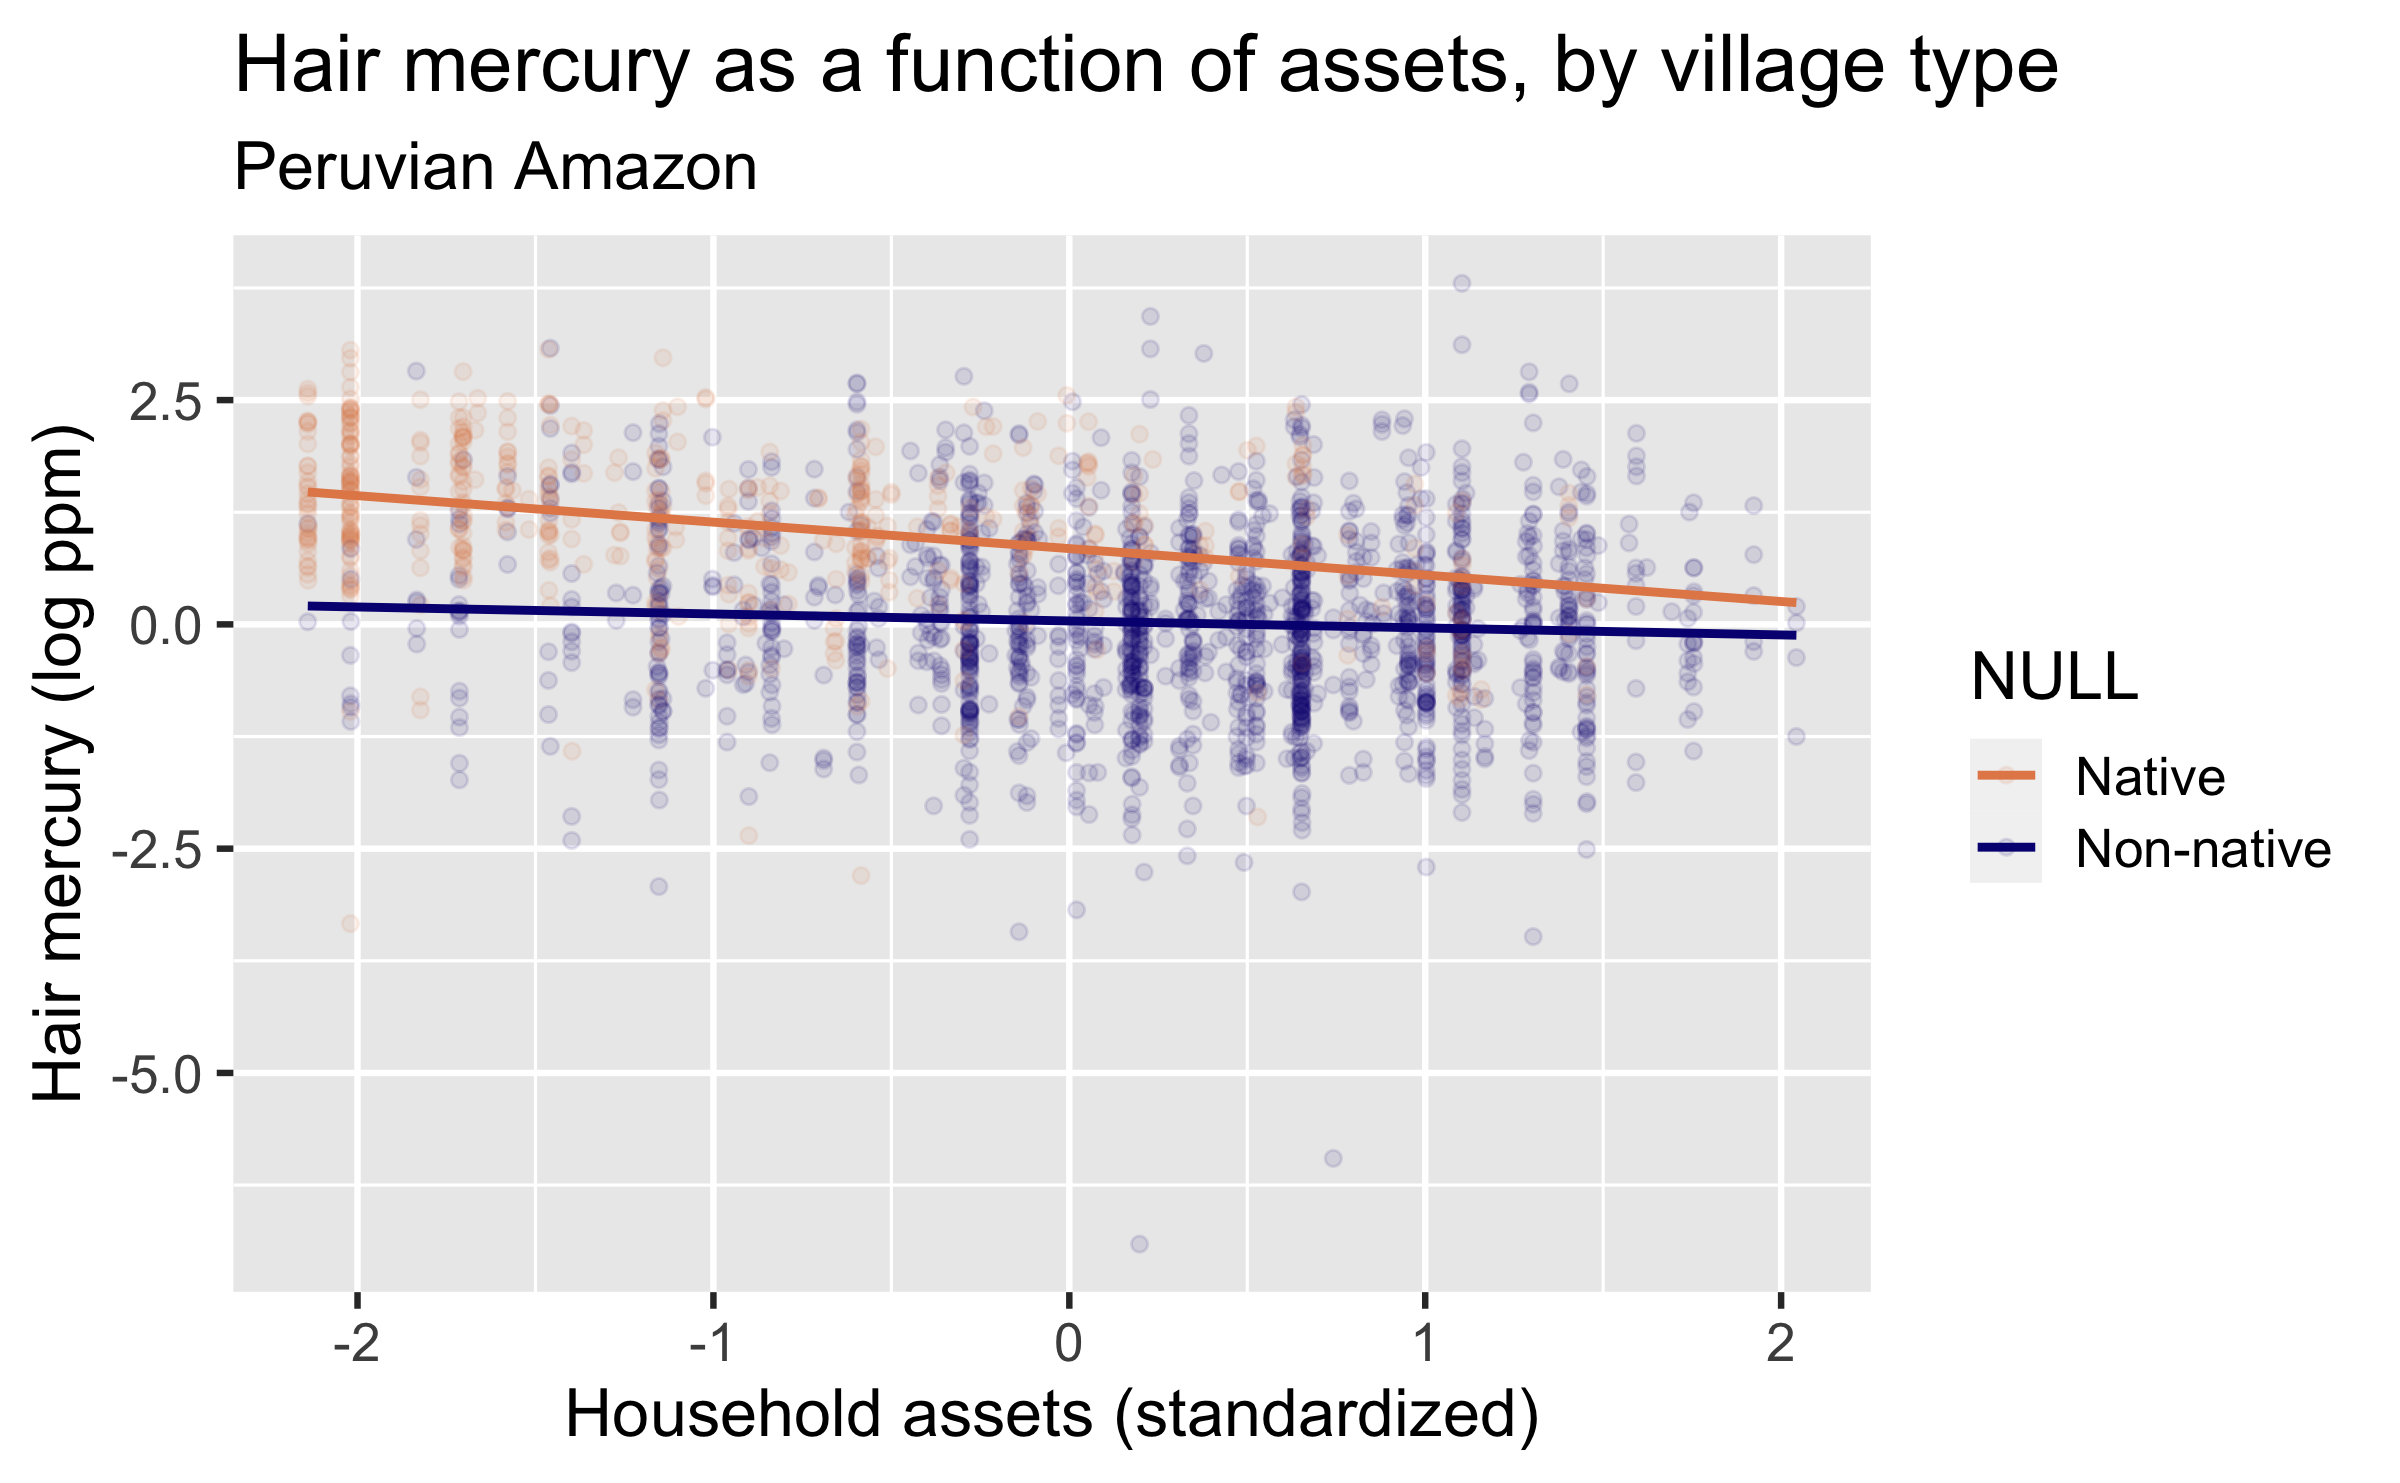 Hair mercury as a function of assets, by village type
Peruvian Amazon
Hair mercury (log ppm)
2.5
0.0
-2.5
-5.0
-2
-1
0
1
2
Household assets (standardized)
NULL
Native
Non-native